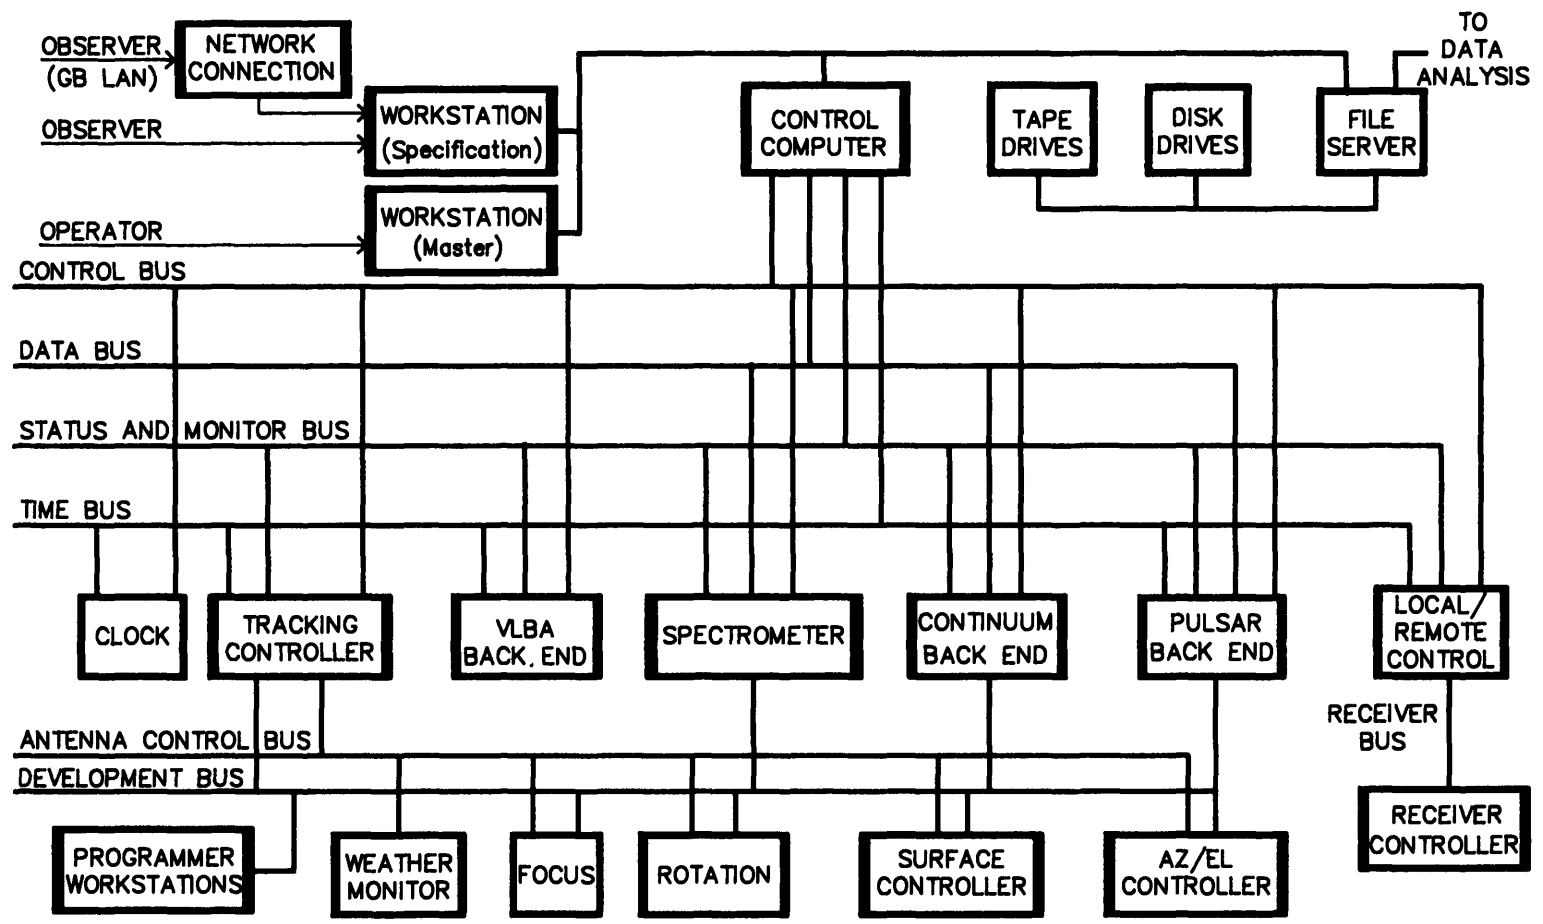 OBSERVER
(GB LAN)
NETWORK
CONNECTION
OBSERVER
WORKSTATION
(Specification)
OPERATOR
WORKSTATION
(Master)
CONTROL
COMPUTER
TAPE
DRIVES
DISK
DRIVES
FILE
SERVER
TO
DATA
ANALYSIS
CONTROL BUS
DATA BUS
STATUS AND MONITOR BUS
TIME BUS
CLOCK
TRACKING
CONTROLLER
VLBA
BACK. END
SPECTROMETER
CONTINUUM
BACK END
PULSAR
BACK END
LOCAL/
REMOTE
CONTROL
RECEIVER
BUS
ANTENNA CONTROL BUS
DEVELOPMENT BUS
PROGRAMMER
WORKSTATIONS
WEATHER
MONITOR
FOCUS
ROTATION
SURFACE
CONTROLLER
AZ/EL
CONTROLLER
RECEIVER
CONTROLLER